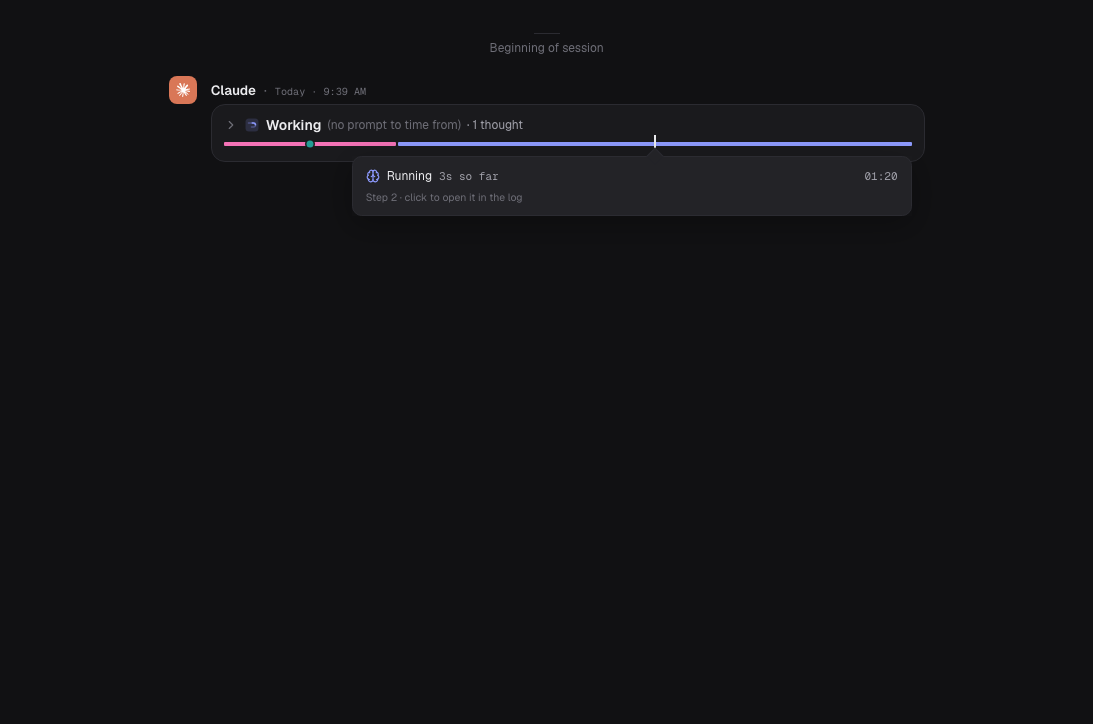 Beginning of session
Claude · Today · 9:39 AM
Working (no prompt to time from) · 1 thought
Running 3s so far 01:20
Step 2 · click to open it in the log